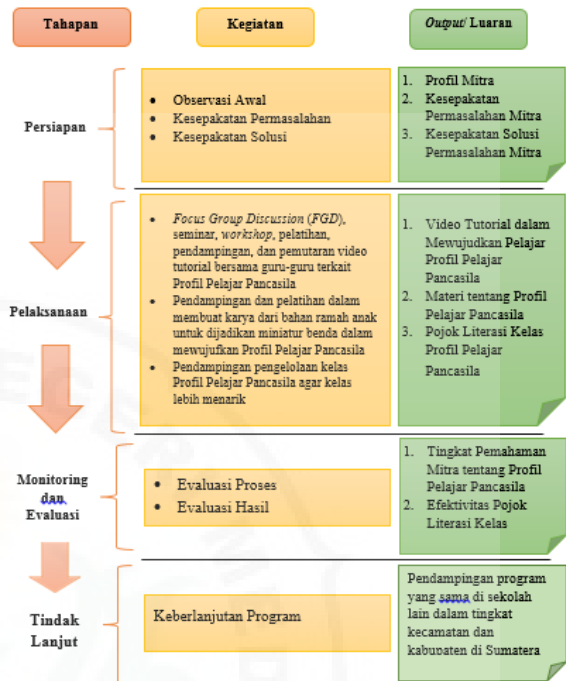 Tahapan
Kegiatan
Output/ Luaran
Persiapan
• Observasi Awal
• Kesepakatan Permasalahan
• Kesepakatan Solusi
1. Profil Mitra
2. Kesepakatan
Permasalahan Mitra
3. Kesepakatan Solusi
Permasalahan Mitra
Pelaksanaan
• Focus Group Discussion (FGD),
seminar, workshop, pelatihan,
pendampingan, dan pemutaran video
tutorial bersama guru-guru terkait
Profil Pelajar Pancasila
• Pendampingan dan pelatihan dalam
membuat karya dari bahan ramah anak
untuk dijadikan miniatur benda dalam
mewujufkan Profil Pelajar Pancasila
• Pendampingan pengelolaan kelas
Profil Pelajar Pancasila agar kelas
lebih menarik
1. Video Tutorial dalam
Mewujudkan Pelajar
Profil Pelajar
Pancasila
2. Materi tentang Profil
Pelajar Pancasila
3. Pojok Literasi Kelas
Profil Pelajar
Pancasila
Monitoring
dan
Evaluasi
• Evaluasi Proses
• Evaluasi Hasil
1. Tingkat Pemahaman
Mitra tentang Profil
Pelajar Pancasila
2. Efektivitas Pojok
Literasi Kelas
Tindak
Lanjut
Keberlanjutan Program
Pendampingan program
yang sama di sekolah
lain dalam tingkat
kecamatan dan
kabupaten di Sumatera